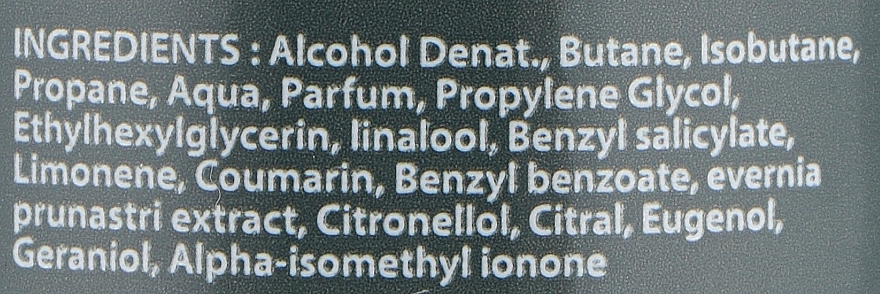 INGREDIENTS : Alcohol Denat., Butane, Isobutane,
Propane, Aqua, Parfum, Propylene Glycol,
Ethylhexylglycerin, linalool, Benzyl salicylate,
Limonene, Coumarin, Benzyl benzoate, evernia
prunastri extract, Citronellol, Citral, Eugenol,
Geraniol, Alpha-isomethyl ionone